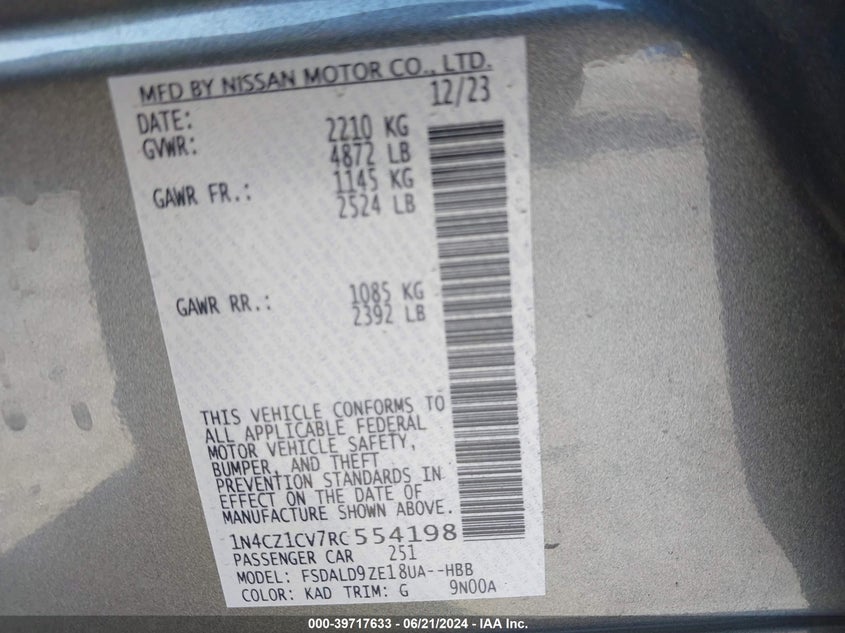 MFD BY NISSAN MOTOR CO., LTD.
DATE: 12/23
GVWR: 2210 KG
4872 LB
GAWR FR.: 1145 KG
2524 LB
GAWR RR.: 1085 KG
2392 LB
THIS VEHICLE CONFORMS TO
ALL APPLICABLE FEDERAL
MOTOR VEHICLE SAFETY,
BUMPER, AND THEFT
PREVENTION STANDARDS IN
EFFECT ON THE DATE OF
MANUFACTURE SHOWN ABOVE.
1N4CZ1CV7RC554198
PASSENGER CAR 251
MODEL: FSDALD9ZE18UA--HBB
COLOR: KAD TRIM: G 9N00A
000-39717633 - 06/21/2024 - IAA Inc.